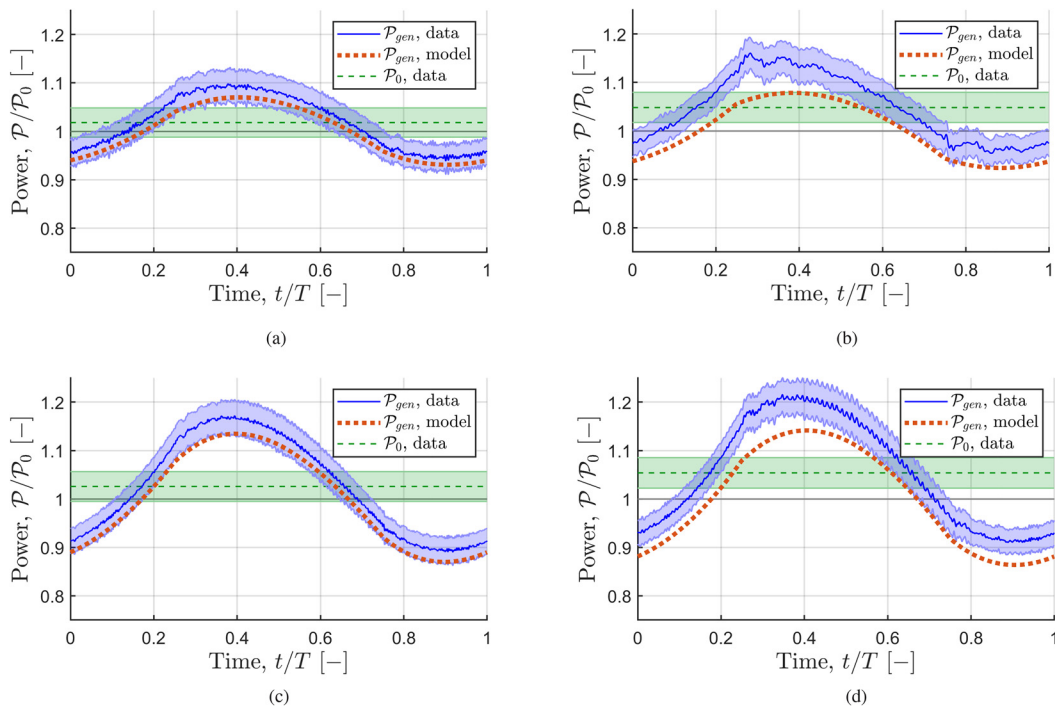 1.2
1.1
1
0.9
0.8
Power, 𝒫/𝒫₀ [−]
𝒫gen, data
𝒫gen, model
𝒫₀, data
0 0.2 0.4 0.6 0.8 1
Time, t/T [−]
(a)
1.2
1.1
1
0.9
0.8
Power, 𝒫/𝒫₀ [−]
𝒫gen, data
𝒫gen, model
𝒫₀, data
0 0.2 0.4 0.6 0.8 1
Time, t/T [−]
(b)
1.2
1.1
1
0.9
0.8
Power, 𝒫/𝒫₀ [−]
𝒫gen, data
𝒫gen, model
𝒫₀, data
0 0.2 0.4 0.6 0.8 1
Time, t/T [−]
(c)
1.2
1.1
1
0.9
0.8
Power, 𝒫/𝒫₀ [−]
𝒫gen, data
𝒫gen, model
𝒫₀, data
0 0.2 0.4 0.6 0.8 1
Time, t/T [−]
(d)